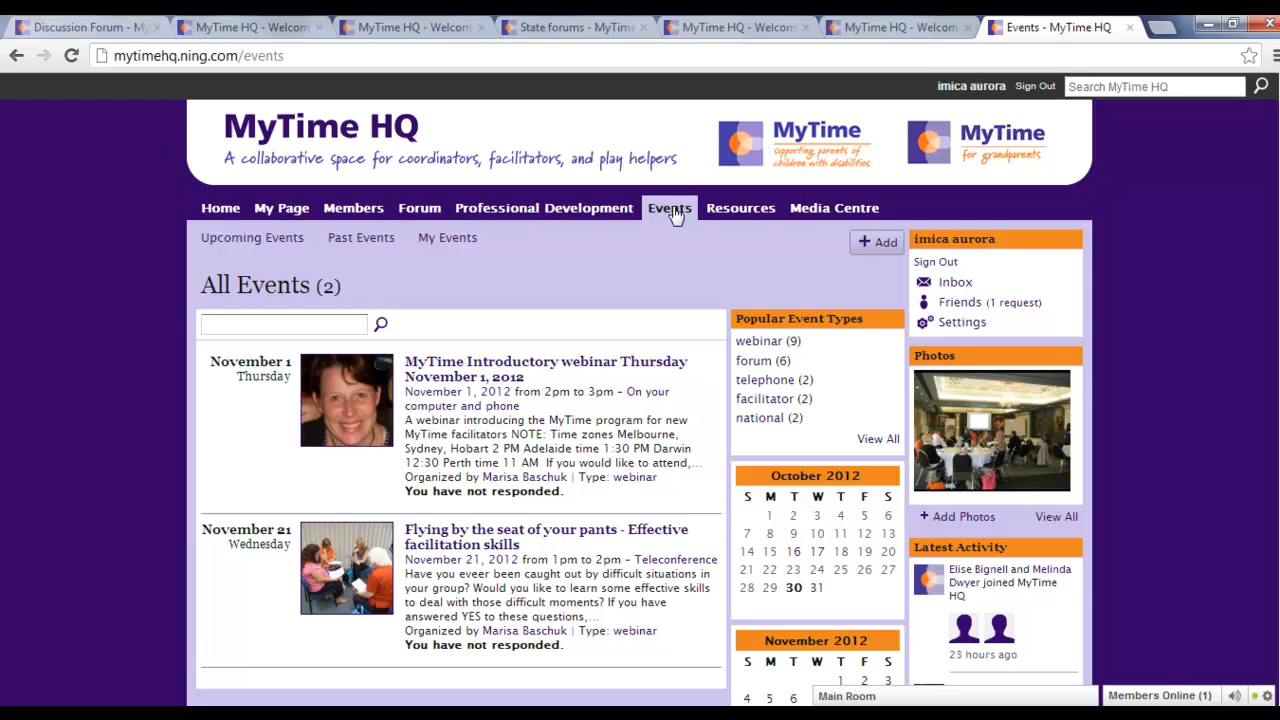 Discussion Forum - My
MyTime HQ - Welcom
MyTime HQ - Welcom
State forums - MyTime
MyTime HQ - Welcom
MyTime HQ - Welcom
Events - MyTime HQ
mytimehq.ning.com/events
imica aurora
Sign Out
Search MyTime HQ
MyTime HQ
A collaborative space for coordinators, facilitators, and play helpers
MyTime
supporting parents of
children with disabilities
MyTime
for grandparents
Home
My Page
Members
Forum
Professional Development
Events
Resources
Media Centre
Upcoming Events
Past Events
My Events
+ Add
All Events (2)
November 1
Thursday
MyTime Introductory webinar Thursday
November 1, 2012
November 1, 2012 from 2pm to 3pm – On your
computer and phone
A webinar introducing the MyTime program for new
MyTime facilitators NOTE: Time zones Melbourne,
Sydney, Hobart 2 PM Adelaide time 1:30 PM Darwin
12:30 Perth time 11 AM  If you would like to attend,…
Organized by Marisa Baschuk | Type: webinar
You have not responded.
November 21
Wednesday
Flying by the seat of your pants - Effective
facilitation skills
November 21, 2012 from 1pm to 2pm – Teleconference
Have you ever been caught out by difficult situations in
your group? Would you like to learn some effective skills
to deal with those difficult moments? If you have
answered YES to these questions,…
Organized by Marisa Baschuk | Type: webinar
You have not responded.
Popular Event Types
webinar (9)
forum (6)
telephone (2)
facilitator (2)
national (2)
View All
October 2012
S M T W T F S
1 2 3 4 5 6
7 8 9 10 11 12 13
14 15 16 17 18 19 20
21 22 23 24 25 26 27
28 29 30 31
November 2012
S M T W T F S
1 2 3
4 5 6
imica aurora
Sign Out
Inbox
Friends (1 request)
Settings
Photos
+ Add Photos
View All
Latest Activity
Elise Bignell and Melinda
Dwyer joined MyTime
HQ
23 hours ago
Main Room
Members Online (1)